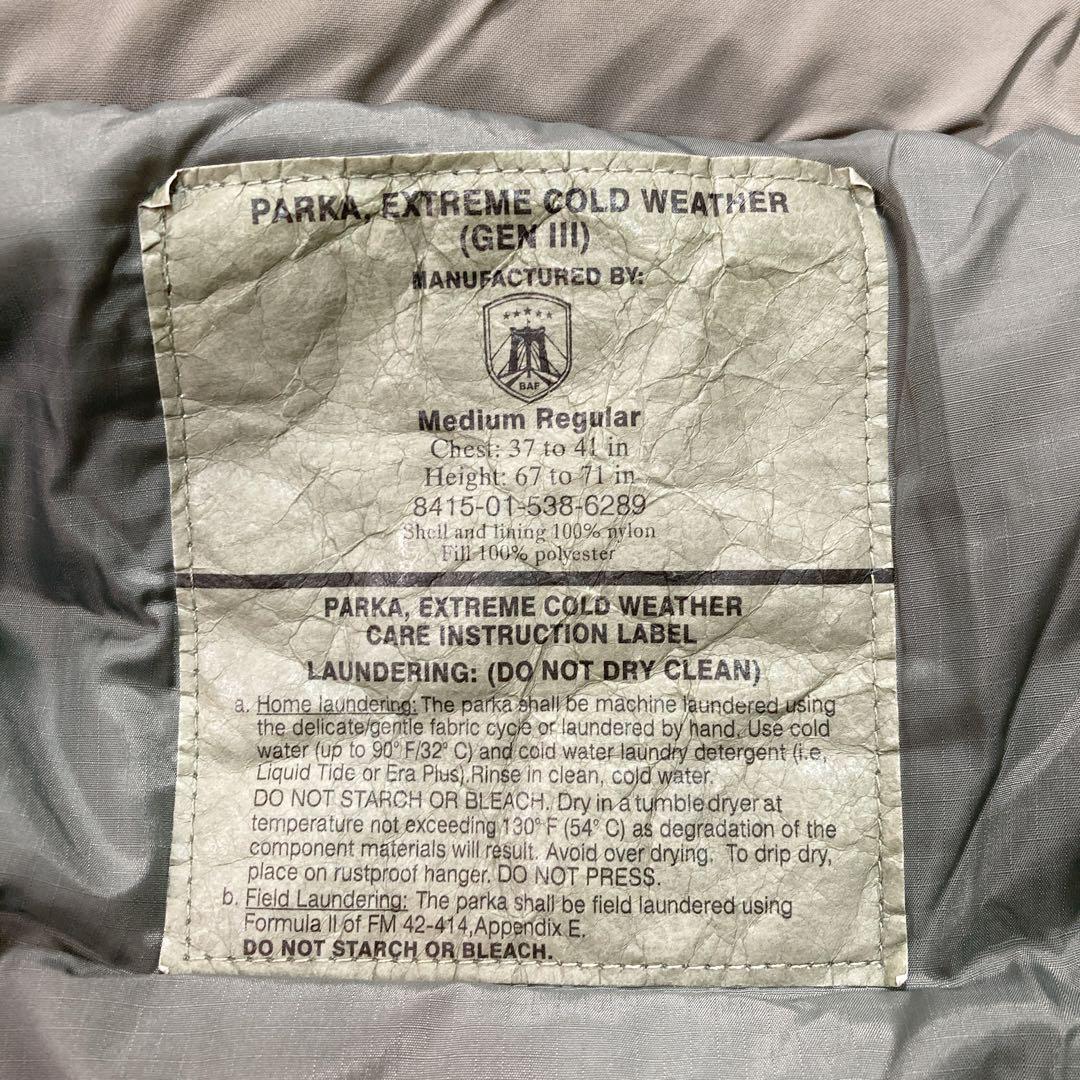 PARKA, EXTREME COLD WEATHER
(GEN III)
MANUFACTURED BY:
BAF
Medium Regular
Chest: 37 to 41 in
Height: 67 to 71 in
8415-01-538-6289
Shell and lining 100% nylon
Fill 100% polyester
PARKA, EXTREME COLD WEATHER
CARE INSTRUCTION LABEL
LAUNDERING: (DO NOT DRY CLEAN)
a. Home laundering: The parka shall be machine laundered using
the delicate/gentle fabric cycle or laundered by hand. Use cold
water (up to 90° F/32° C) and cold water laundry detergent (i.e,
Liquid Tide or Era Plus).Rinse in clean, cold water.
DO NOT STARCH OR BLEACH. Dry in a tumble dryer at
temperature not exceeding 130° F (54° C) as degradation of the
component materials will result. Avoid over drying. To drip dry,
place on rustproof hanger. DO NOT PRESS.
b. Field Laundering: The parka shall be field laundered using
Formula II of FM 42-414,Appendix E.
DO NOT STARCH OR BLEACH.